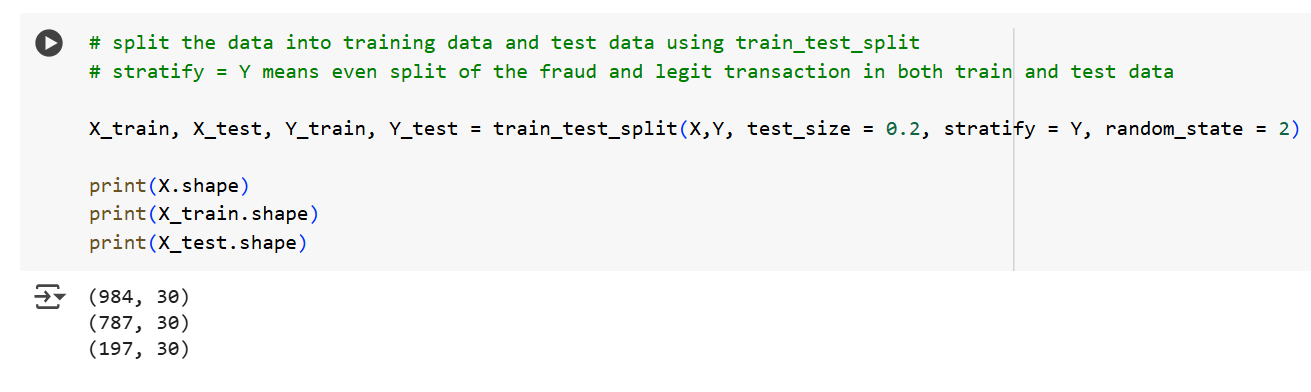 # split the data into training data and test data using train_test_split
# stratify = Y means even split of the fraud and legit transaction in both train and test data
X_train, X_test, Y_train, Y_test = train_test_split(X,Y, test_size = 0.2, stratify = Y, random_state = 2)
print(X.shape)
print(X_train.shape)
print(X_test.shape)
(984, 30)
(787, 30)
(197, 30)